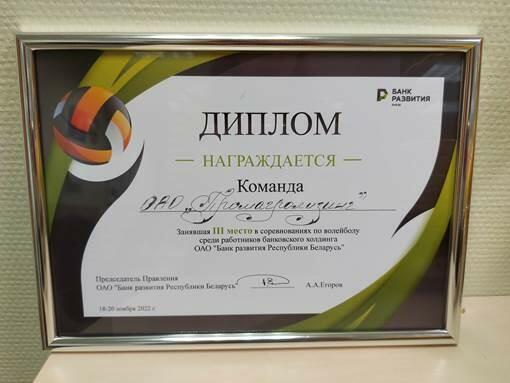 БАНК
РАЗВИТИЯ
ДИПЛОМ
НАГРАЖДАЕТСЯ
Команда
ОАО „Промагролизинг"
Занявшая III место в соревнованиях по волейболу
среди работников банковского холдинга
ОАО "Банк развития Республики Беларусь"
Председатель Правления
ОАО "Банк развития Республики Беларусь"
А.А.Егоров
18-20 ноября 2022 г.